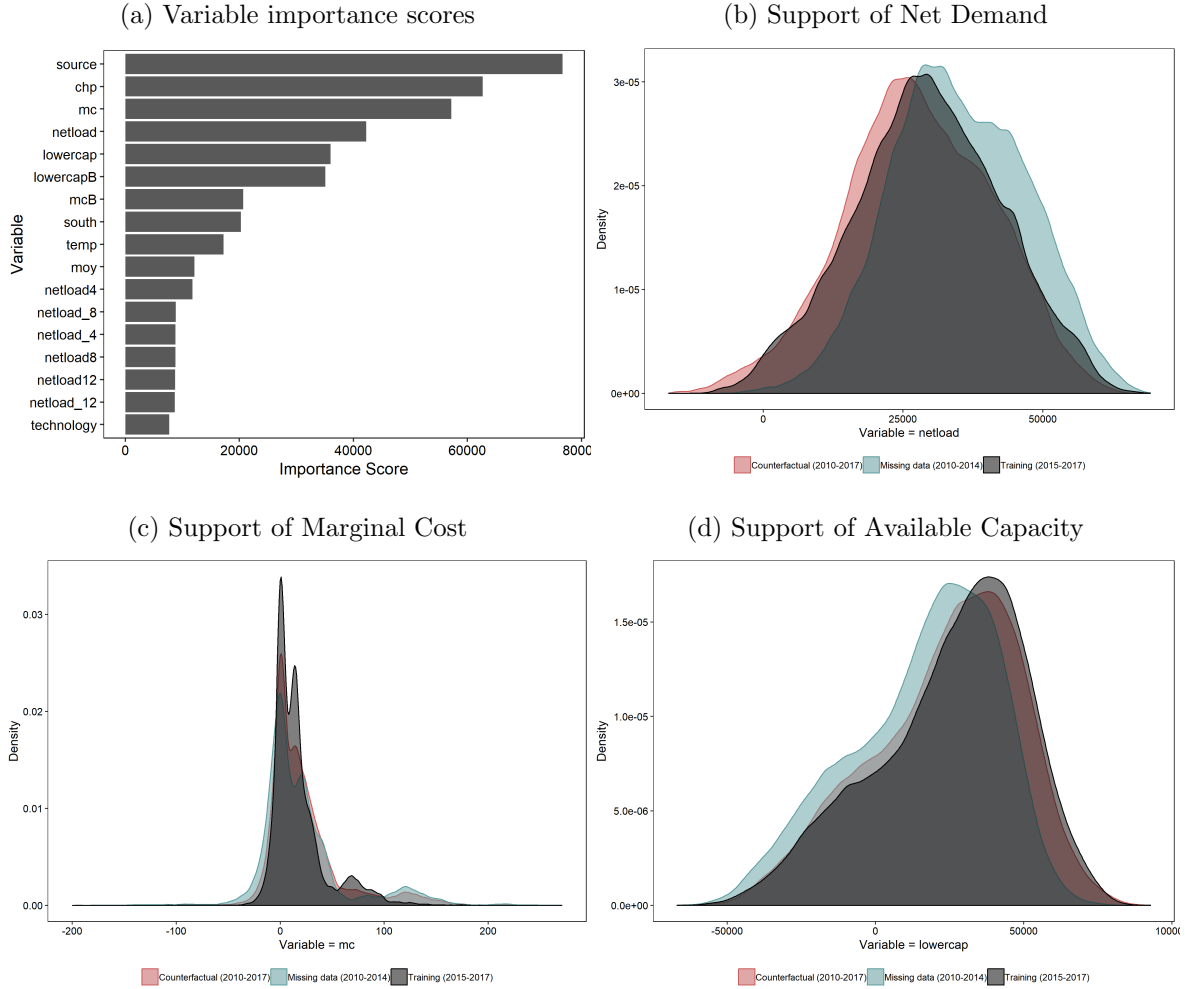 (a) Variable importance scores
source
chp
mc
netload
lowercap
lowercapB
mcB
south
temp
moy
netload4
netload_8
netload_4
netload8
netload12
netload_12
technology
Variable
0
20000
40000
60000
80000
Importance Score
(b) Support of Net Demand
3e-05
2e-05
1e-05
0e+00
Density
0
25000
50000
Variable = netload
Counterfactual (2010-2017)
Missing data (2010-2014)
Training (2015-2017)
(c) Support of Marginal Cost
0.03
0.02
0.01
0.00
Density
-200
-100
0
100
200
Variable = mc
Counterfactual (2010-2017)
Missing data (2010-2014)
Training (2015-2017)
(d) Support of Available Capacity
1.5e-05
1.0e-05
5.0e-06
0.0e+00
Density
-50000
0
50000
10000
Variable = lowercap
Counterfactual (2010-2017)
Missing data (2010-2014)
Training (2015-2017)